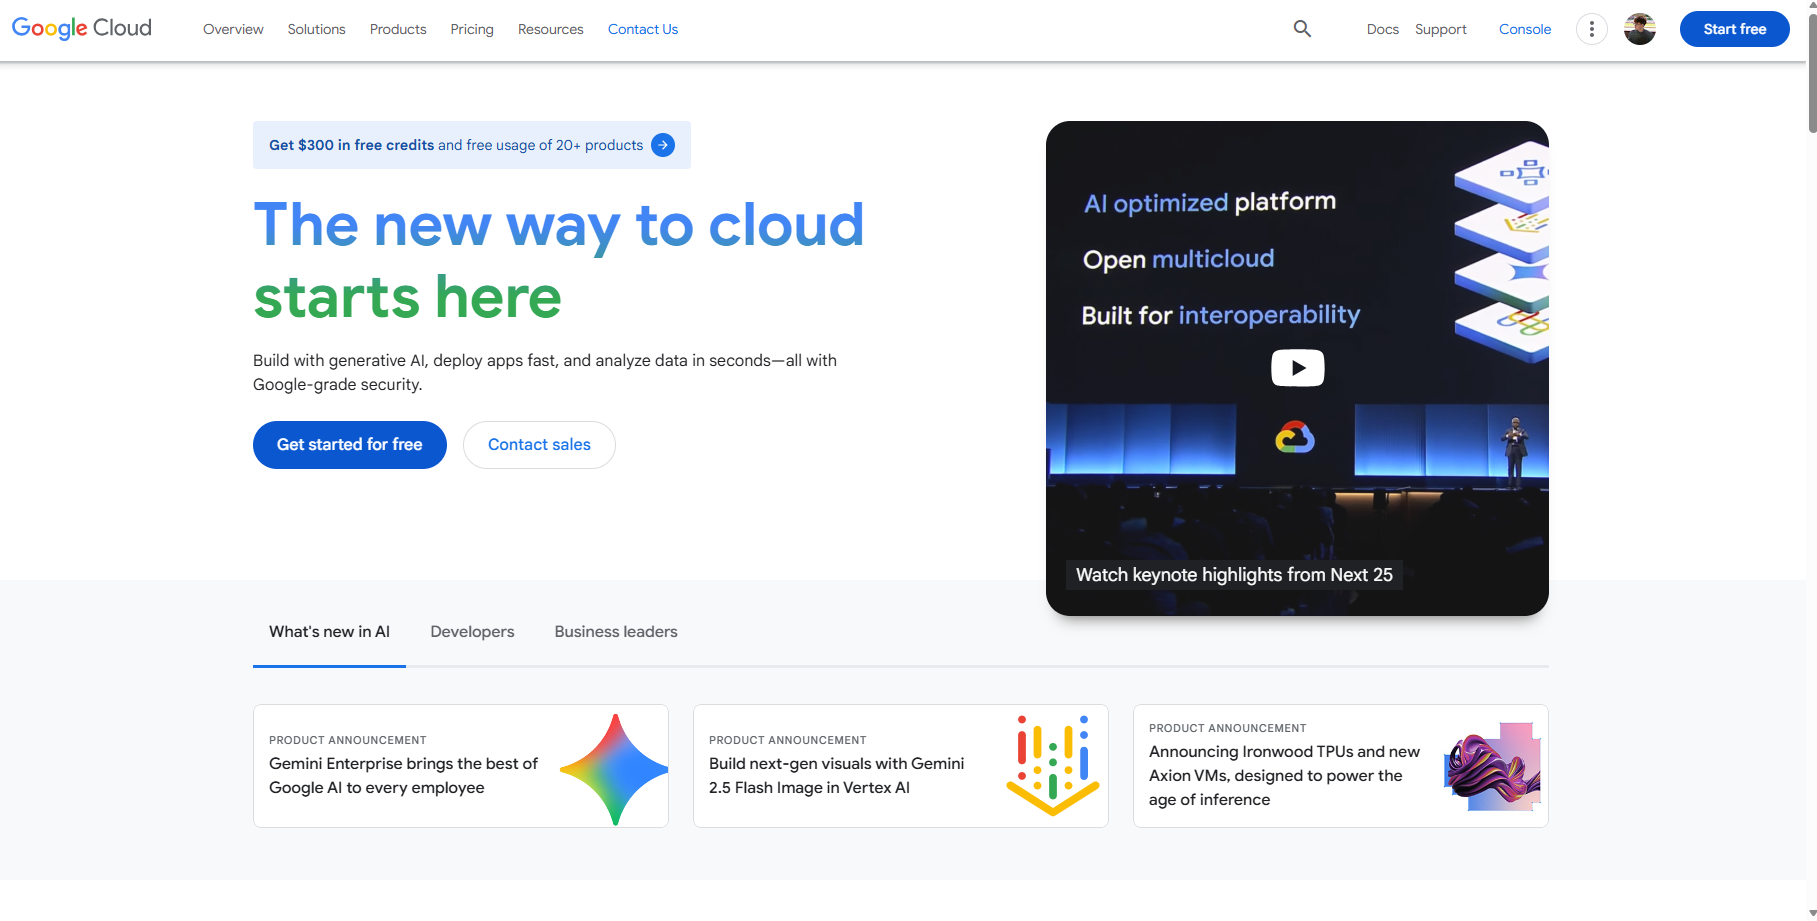 Google Cloud
Overview
Solutions
Products
Pricing
Resources
Contact Us
Docs
Support
Console
Start free
Get $300 in free credits and free usage of 20+ products
The new way to cloud
starts here
Build with generative AI, deploy apps fast, and analyze data in seconds—all with
Google-grade security.
Get started for free
Contact sales
AI optimized platform
Open multicloud
Built for interoperability
Watch keynote highlights from Next 25
What's new in AI
Developers
Business leaders
PRODUCT ANNOUNCEMENT
Gemini Enterprise brings the best of
Google AI to every employee
PRODUCT ANNOUNCEMENT
Build next-gen visuals with Gemini
2.5 Flash Image in Vertex AI
PRODUCT ANNOUNCEMENT
Announcing Ironwood TPUs and new
Axion VMs, designed to power the
age of inference